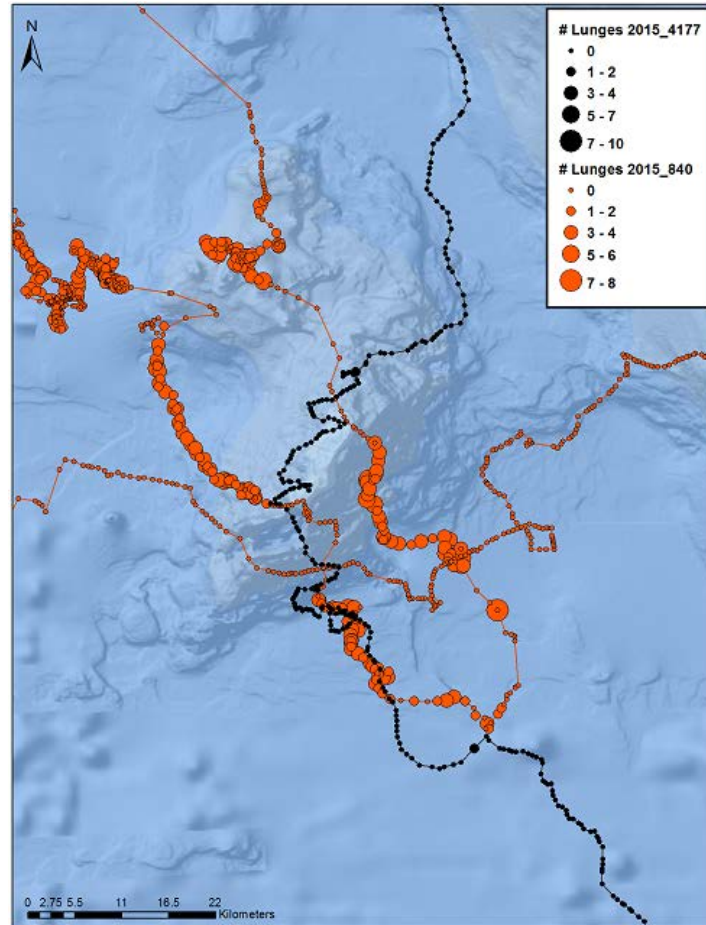 N
# Lunges 2015_4177
0
1 - 2
3 - 4
5 - 7
7 - 10
# Lunges 2015_840
0
1 - 2
3 - 4
5 - 6
7 - 8
0 2.75 5.5 11 16.5 22
Kilometers